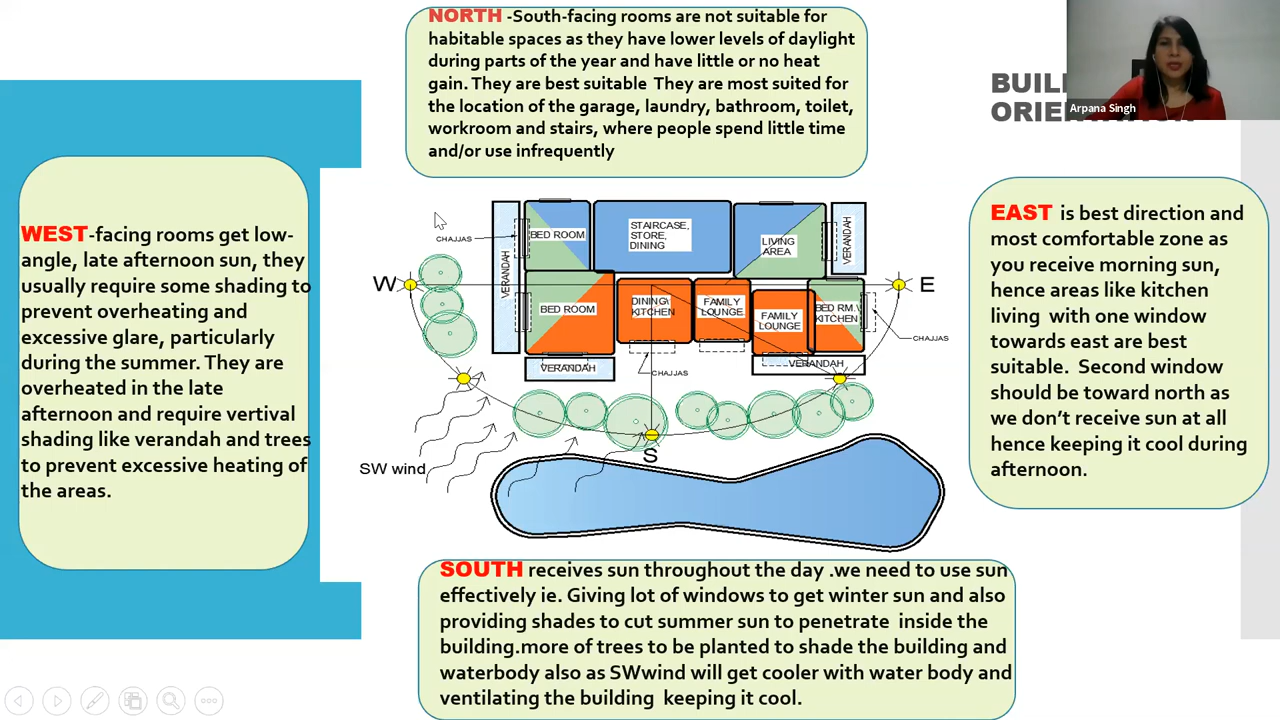 NORTH -South-facing rooms are not suitable for
habitable spaces as they have lower levels of daylight
during parts of the year and have little or no heat
gain. They are best suitable They are most suited for
the location of the garage, laundry, bathroom, toilet,
workroom and stairs, where people spend little time
and/or use infrequently
Arpana Singh
WEST-facing rooms get low-
angle, late afternoon sun, they
usually require some shading to
prevent overheating and
excessive glare, particularly
during the summer. They are
overheated in the late
afternoon and require vertival
shading like verandah and trees
to prevent excessive heating of
the areas.
CHAJJAS
VERANDAH
BED ROOM
STAIRCASE,
STORE,
DINING
LIVING
AREA
VERANDAH
W
E
BED ROOM
DINING\
KITCHEN
FAMILY
LOUNGE
FAMILY
LOUNGE
BED RM.\
KITCHEN
CHAJJAS
VERANDAH
CHAJJAS
VERANDAH
S
SW wind
EAST is best direction and
most comfortable zone as
you receive morning sun,
hence areas like kitchen
living with one window
towards east are best
suitable. Second window
should be toward north as
we don't receive sun at all
hence keeping it cool during
afternoon.
SOUTH receives sun throughout the day .we need to use sun
effectively ie. Giving lot of windows to get winter sun and also
providing shades to cut summer sun to penetrate inside the
building.more of trees to be planted to shade the building and
waterbody also as SWwind will get cooler with water body and
ventilating the building keeping it cool.